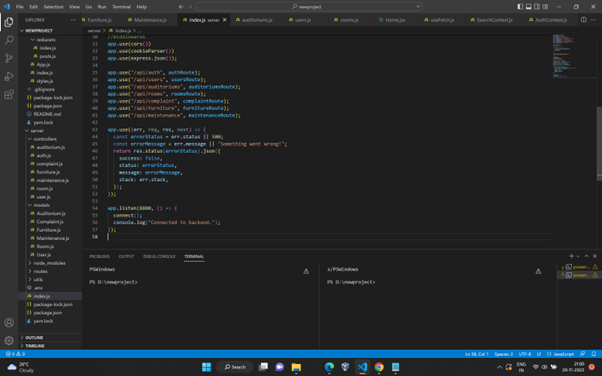 File Edit Selection View Go Run Terminal Help
newproject
EXPLORER
furniture.js
Maintenance.js
index.js server
auditorium.js
users.js
rooms.js
Home.jsx
useFetch.js
SearchContext.js
AuthContext.js
server > index.js > ...
NEWPROJECT
reducers
index.js
posts.js
App.js
index.js
styles.js
.gitignore
package-lock.json
package.json
README.md
yarn.lock
server
controllers
auditorium.js
auth.js
complaint.js
furniture.js
maintenance.js
room.js
user.js
models
Auditorium.js
Complaint.js
Furniture.js
Maintenance.js
Room.js
User.js
node_modules
routes
utils
.env
index.js
package-lock.json
package.json
yarn.lock
OUTLINE
TIMELINE
31 app.use(cors())
32 app.use(cookieParser())
33 app.use(express.json());
35 app.use("/api/auth", authRoute);
36 app.use("/api/users", usersRoute);
37 app.use("/api/auditoriums", auditoriumsRoute);
38 app.use("/api/rooms", roomsRoute);
39 app.use("/api/complaint", complaintRoute);
40 app.use("/api/furniture", furnitureRoute);
41 app.use("/api/maintenance", maintenanceRoute);
43 app.use((err, req, res, next) => {
44 const errorStatus = err.status || 500;
45 const errorMessage = err.message || "Something went wrong!";
46 return res.status(errorStatus).json({
47 success: false,
48 status: errorStatus,
49 message: errorMessage,
50 stack: err.stack,
51 });
52 });
54 app.listen(8800, () => {
55 connect();
56 console.log("Connected to backend.");
57 });
58
PROBLEMS OUTPUT DEBUG CONSOLE TERMINAL
PSWindows
PS D:\newproject>
s/PSWindows
PS D:\newproject>
power...
power...
Ln 58, Col 1 Spaces: 2 UTF-8 LF JavaScript
26°C
Cloudy
Search
ENG
IN
21:00
20-11-2022